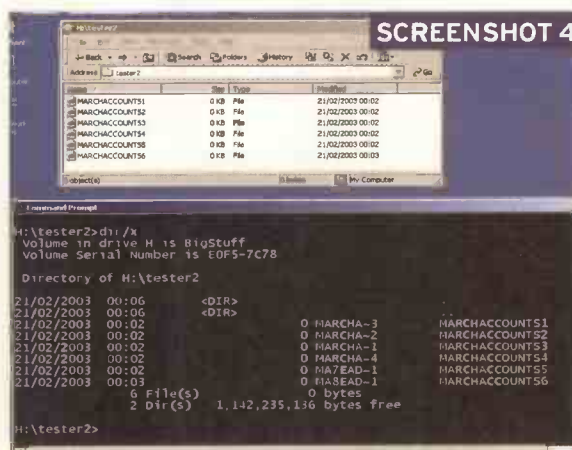 SCREENSHOT 4
H:\tester2
Back Search Folders History
Address tester2 Go
Name Size Type Modified
MARCHACCOUNTS1 0 KB File 21/02/2003 00:02
MARCHACCOUNTS2 0 KB File 21/02/2003 00:02
MARCHACCOUNTS3 0 KB File 21/02/2003 00:02
MARCHACCOUNTS4 0 KB File 21/02/2003 00:02
MARCHACCOUNTS5 0 KB File 21/02/2003 00:02
MARCHACCOUNTS6 0 KB File 21/02/2003 00:03
object(s) 0 bytes My Computer
Command Prompt
H:\tester2>dir/x
Volume in drive H is BigStuff
Volume Serial Number is E0F5-7C78
Directory of H:\tester2
21/02/2003 00:06 <DIR> .
21/02/2003 00:06 <DIR> ..
21/02/2003 00:02 0 MARCHA~3 MARCHACCOUNTS1
21/02/2003 00:02 0 MARCHA~2 MARCHACCOUNTS2
21/02/2003 00:02 0 MARCHA~1 MARCHACCOUNTS3
21/02/2003 00:02 0 MARCHA~4 MARCHACCOUNTS4
21/02/2003 00:02 0 MA7EAD~1 MARCHACCOUNTS5
21/02/2003 00:03 0 MA8EAD~1 MARCHACCOUNTS6
6 File(s) 0 bytes
2 Dir(s) 1,142,235,136 bytes free
H:\tester2>